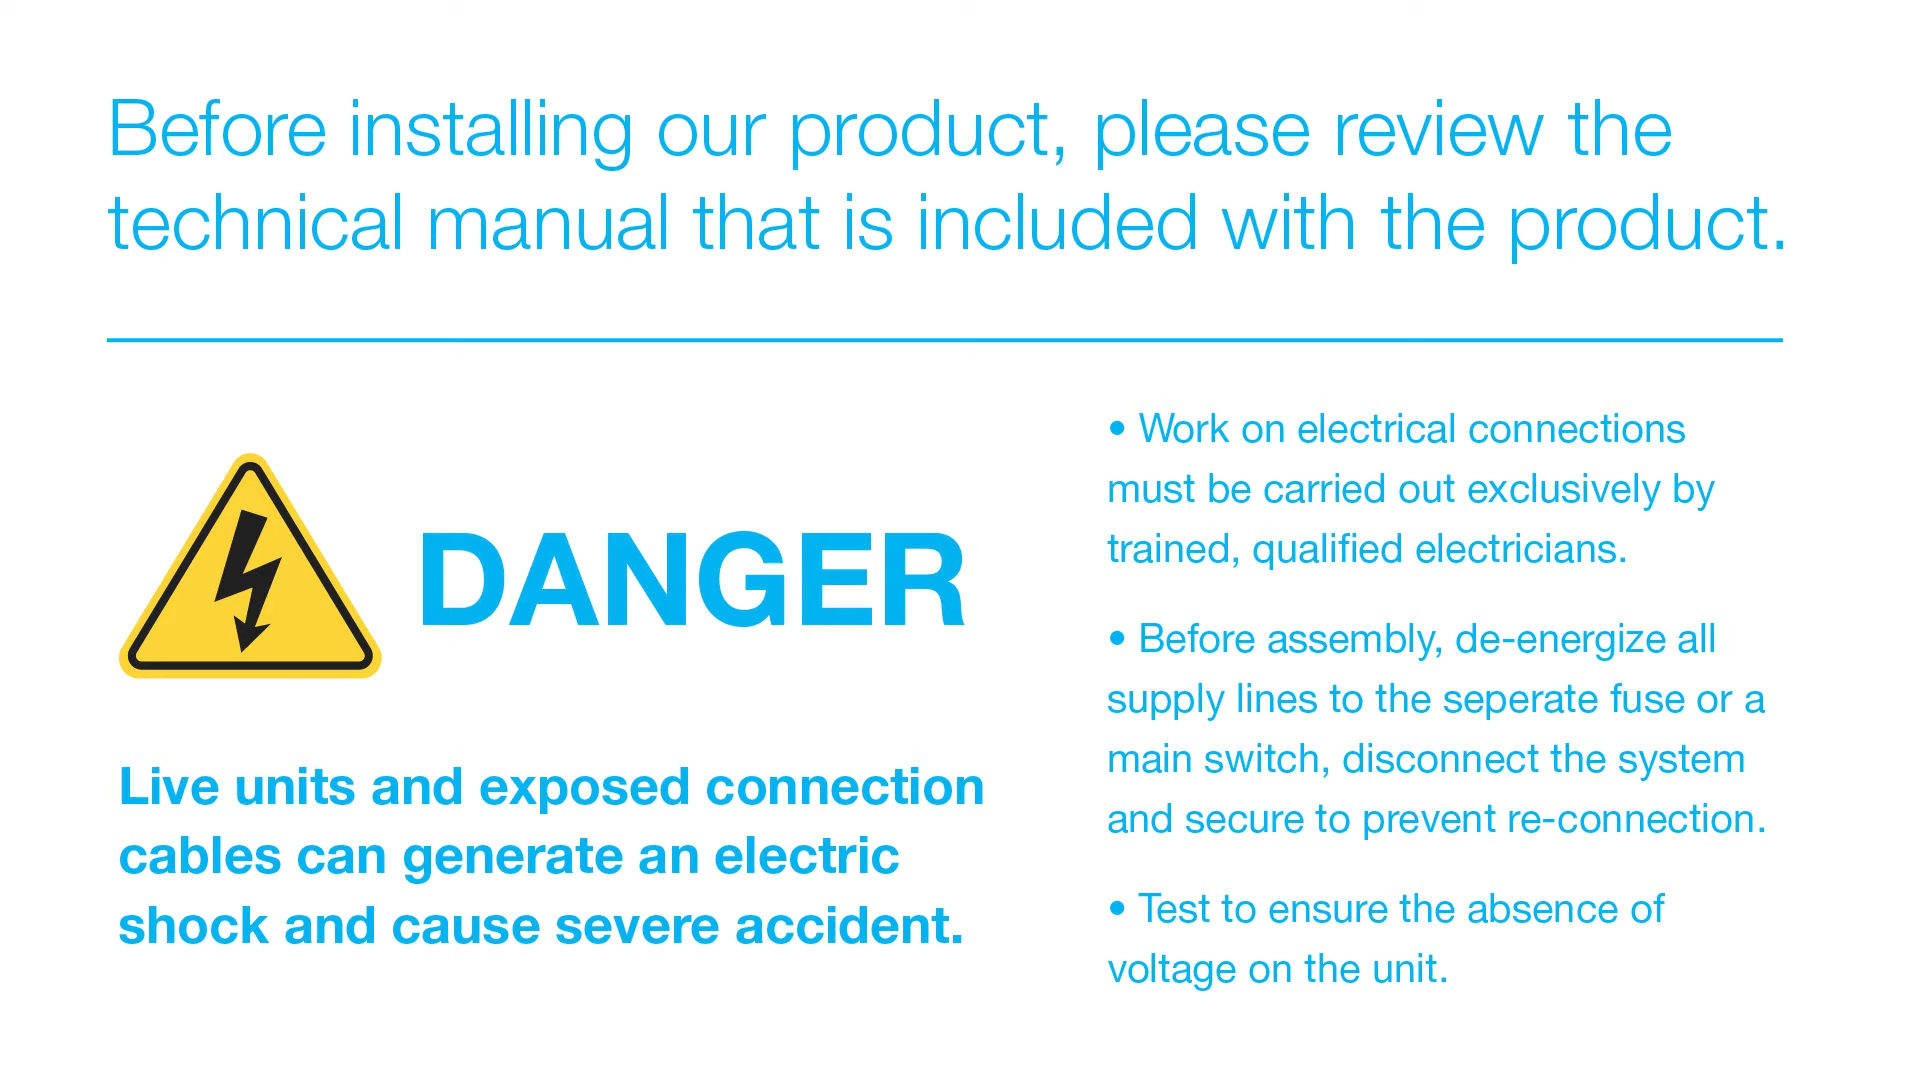 Before installing our product, please review the
technical manual that is included with the product.
DANGER
Live units and exposed connection
cables can generate an electric
shock and cause severe accident.
• Work on electrical connections
must be carried out exclusively by
trained, qualified electricians.
• Before assembly, de-energize all
supply lines to the seperate fuse or a
main switch, disconnect the system
and secure to prevent re-connection.
• Test to ensure the absence of
voltage on the unit.